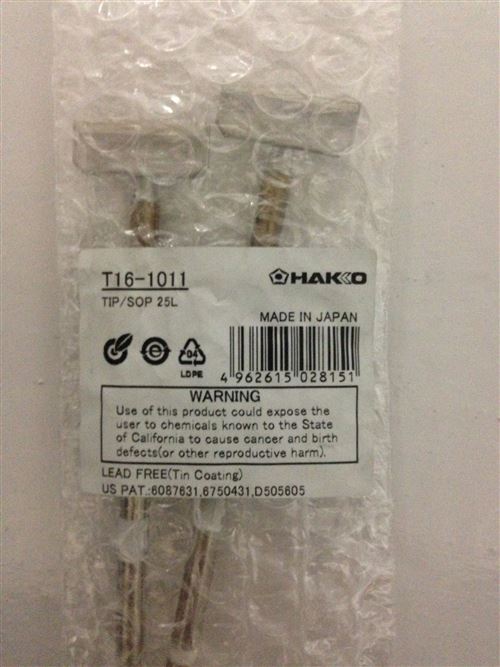 T16-1011
HAKKO
TIP/SOP 25L
MADE IN JAPAN
04
LDPE
4 962615 028151
WARNING
Use of this product could expose the
user to chemicals known to the State
of California to cause cancer and birth
defects(or other reproductive harm).
LEAD FREE(Tin Coating)
US PAT.:6087631,6750431,D505605